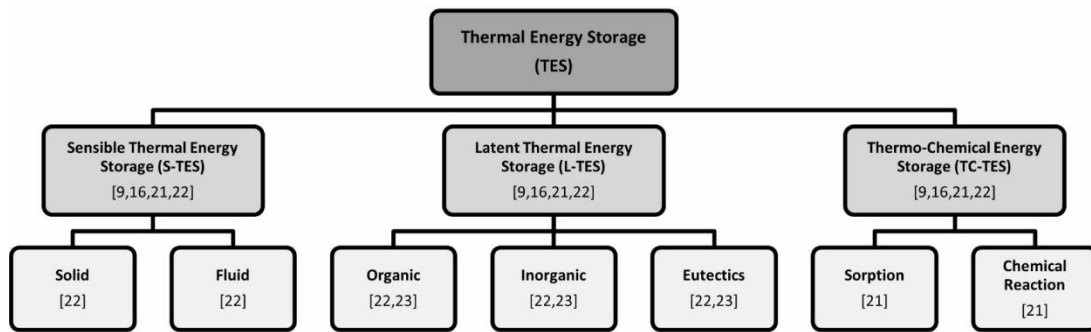 Thermal Energy Storage
(TES)
Sensible Thermal Energy
Storage (S-TES)
[9,16,21,22]
Latent Thermal Energy
Storage (L-TES)
[9,16,21,22]
Thermo-Chemical Energy
Storage (TC-TES)
[9,16,21,22]
Solid
[22]
Fluid
[22]
Organic
[22,23]
Inorganic
[22,23]
Eutectics
[22,23]
Sorption
[21]
Chemical
Reaction
[21]